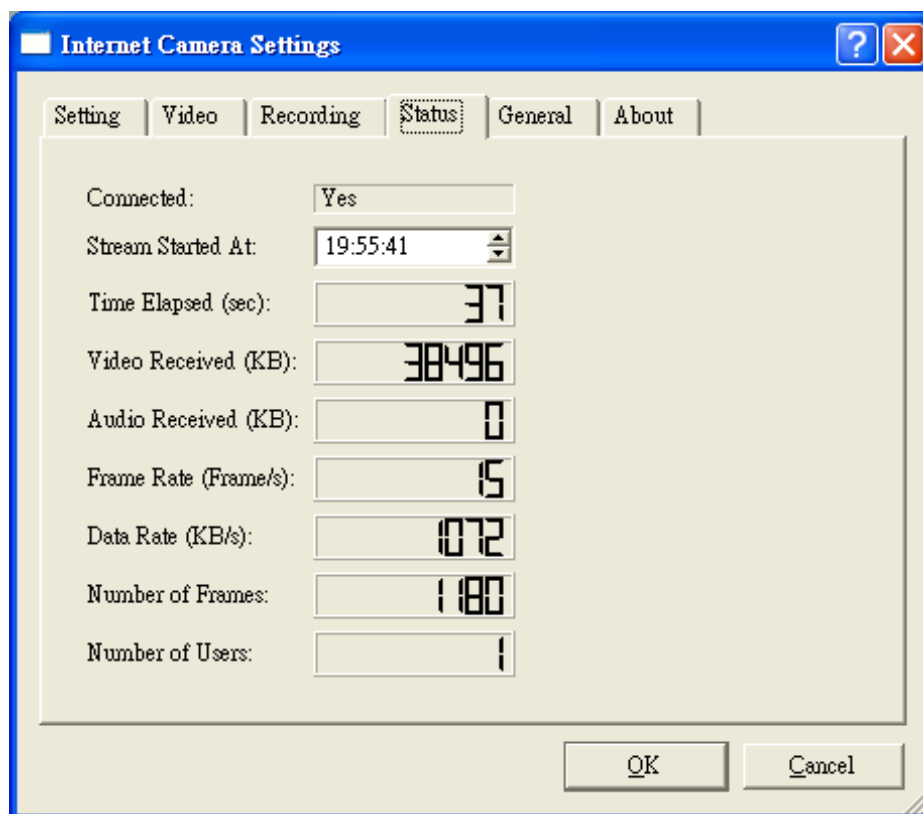 Internet Camera Settings
Setting Video Recording Status General About
Connected: Yes
Stream Started At: 19:55:41
Time Elapsed (sec): 37
Video Received (KB): 38496
Audio Received (KB): 0
Frame Rate (Frame/s): 15
Data Rate (KB/s): 1072
Number of Frames: 1180
Number of Users: 1
OK Cancel